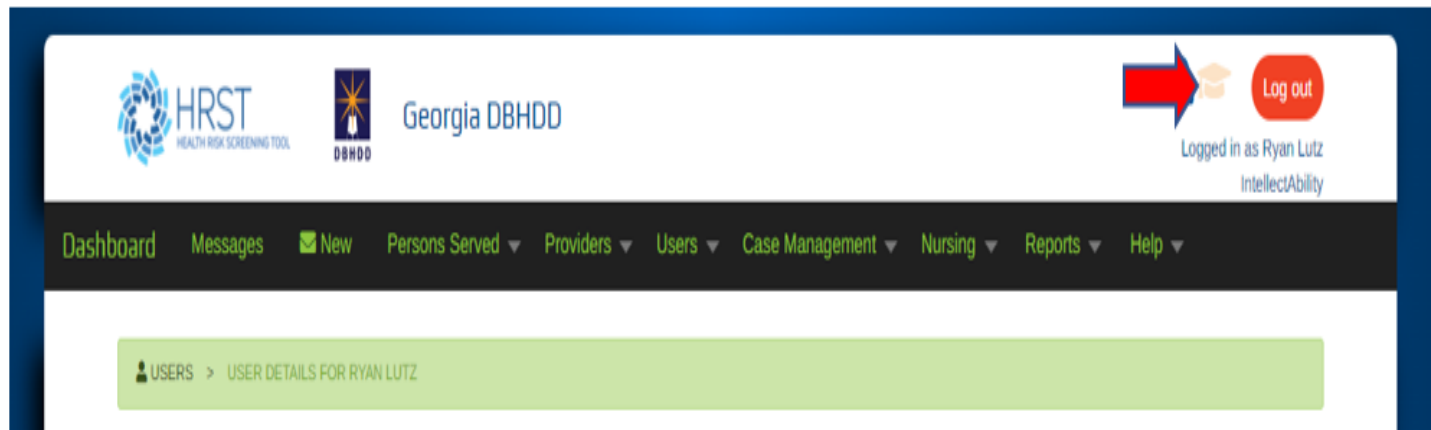 HRST
HEALTH RISK SCREENING TOOL
DBHDD
Georgia DBHDD
Log out
Logged in as Ryan Lutz
IntellectAbility
Dashboard Messages New Persons Served Providers Users Case Management Nursing Reports Help
USERS > USER DETAILS FOR RYAN LUTZ